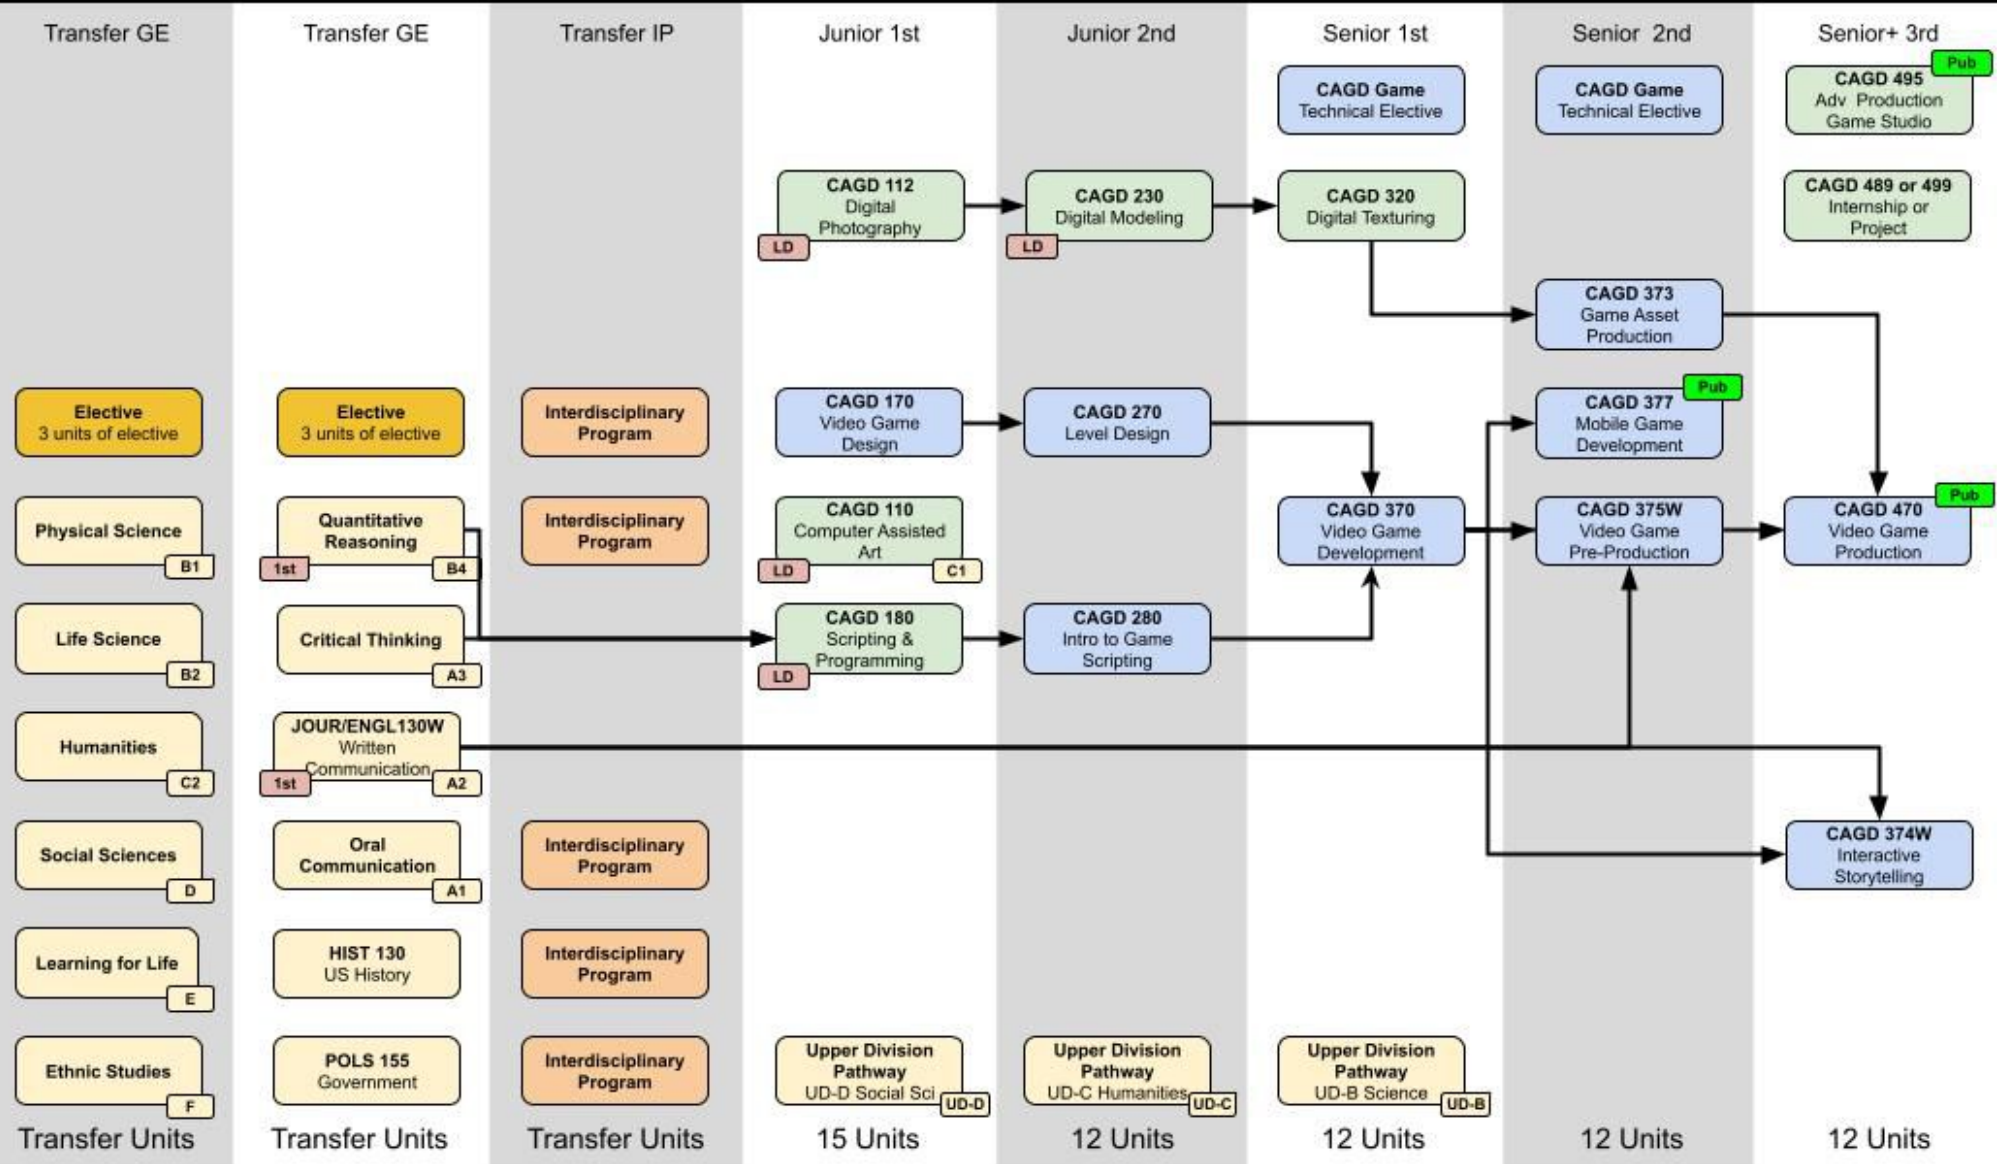 Transfer GE
Transfer GE
Transfer IP
Junior 1st
Junior 2nd
Senior 1st
Senior 2nd
Senior+ 3rd
CAGD Game
Technical Elective
CAGD Game
Technical Elective
Pub
CAGD 495
Adv Production
Game Studio
CAGD 112
Digital
Photography
LD
CAGD 230
Digital Modeling
LD
CAGD 320
Digital Texturing
CAGD 489 or 499
Internship or
Project
CAGD 373
Game Asset
Production
Elective
3 units of elective
Elective
3 units of elective
Interdisciplinary
Program
CAGD 170
Video Game
Design
CAGD 270
Level Design
Pub
CAGD 377
Mobile Game
Development
Physical Science
B1
Quantitative
Reasoning
1st
B4
Interdisciplinary
Program
CAGD 110
Computer Assisted
Art
LD
C1
CAGD 370
Video Game
Development
CAGD 375W
Video Game
Pre-Production
Pub
CAGD 470
Video Game
Production
Life Science
B2
Critical Thinking
A3
CAGD 180
Scripting &
Programming
LD
CAGD 280
Intro to Game
Scripting
Humanities
C2
JOUR/ENGL130W
Written
Communication
1st
A2
Social Sciences
D
Oral
Communication
A1
Interdisciplinary
Program
CAGD 374W
Interactive
Storytelling
Learning for Life
E
HIST 130
US History
Interdisciplinary
Program
Ethnic Studies
F
POLS 155
Government
Interdisciplinary
Program
Upper Division
Pathway
UD-D Social Sci
UD-D
Upper Division
Pathway
UD-C Humanities
UD-C
Upper Division
Pathway
UD-B Science
UD-B
Transfer Units
Transfer Units
Transfer Units
15 Units
12 Units
12 Units
12 Units
12 Units